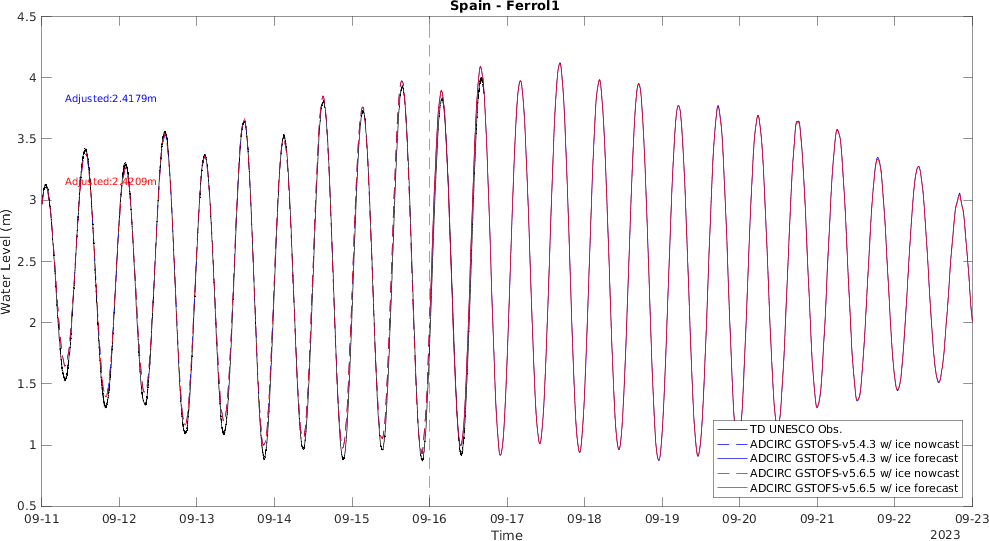 Spain - Ferrol1
4.5
4
3.5
3
2.5
2
1.5
1
0.5
Water Level (m)
Adjusted:2.4179m
Adjusted:2.4209m
TD UNESCO Obs.
ADCIRC GSTOFS-v5.4.3 w/ ice nowcast
ADCIRC GSTOFS-v5.4.3 w/ ice forecast
ADCIRC GSTOFS-v5.6.5 w/ ice nowcast
ADCIRC GSTOFS-v5.6.5 w/ ice forecast
09-11 09-12 09-13 09-14 09-15 09-16 09-17 09-18 09-19 09-20 09-21 09-22 09-23
Time
2023